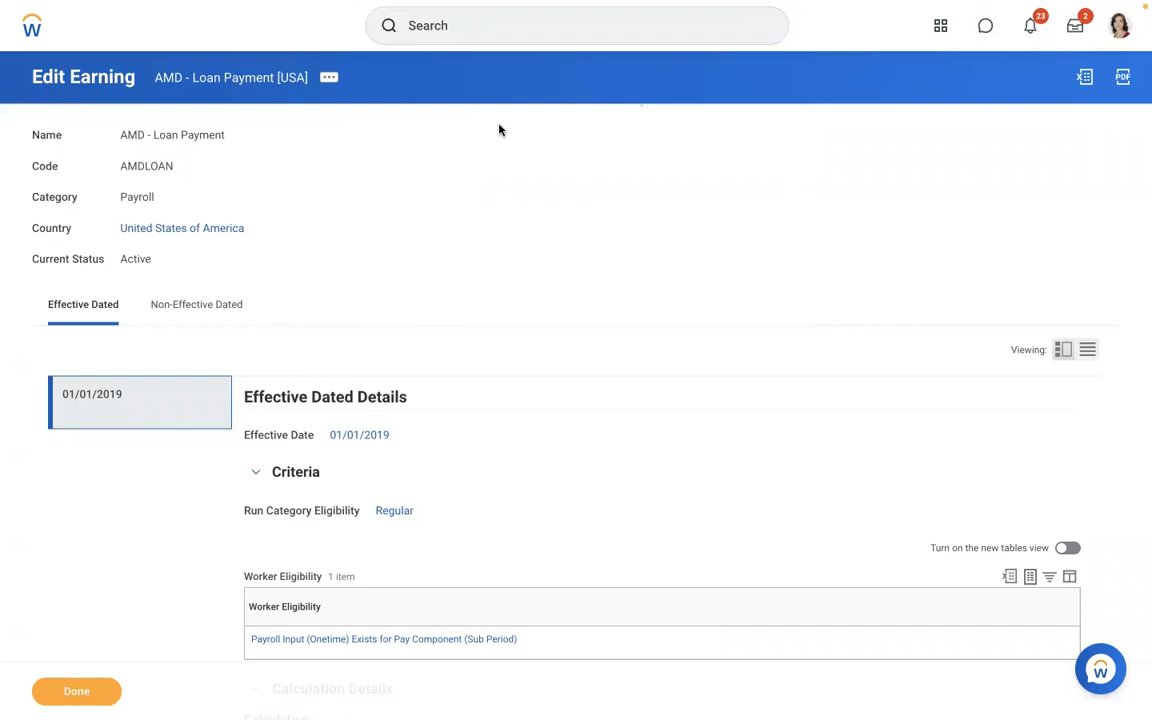 Search
23
2
Edit Earning AMD - Loan Payment [USA]
PDF
Name AMD - Loan Payment
Code AMDLOAN
Category Payroll
Country United States of America
Current Status Active
Effective Dated Non-Effective Dated
Viewing:
01/01/2019
Effective Dated Details
Effective Date 01/01/2019
Criteria
Run Category Eligibility Regular
Turn on the new tables view
Worker Eligibility 1 item
Worker Eligibility
Payroll Input (Onetime) Exists for Pay Component (Sub Period)
Done
Calculation Details
Calculation